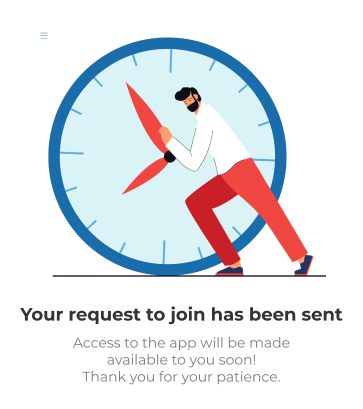 Your request to join has been sent
Access to the app will be made
available to you soon!
Thank you for your patience.